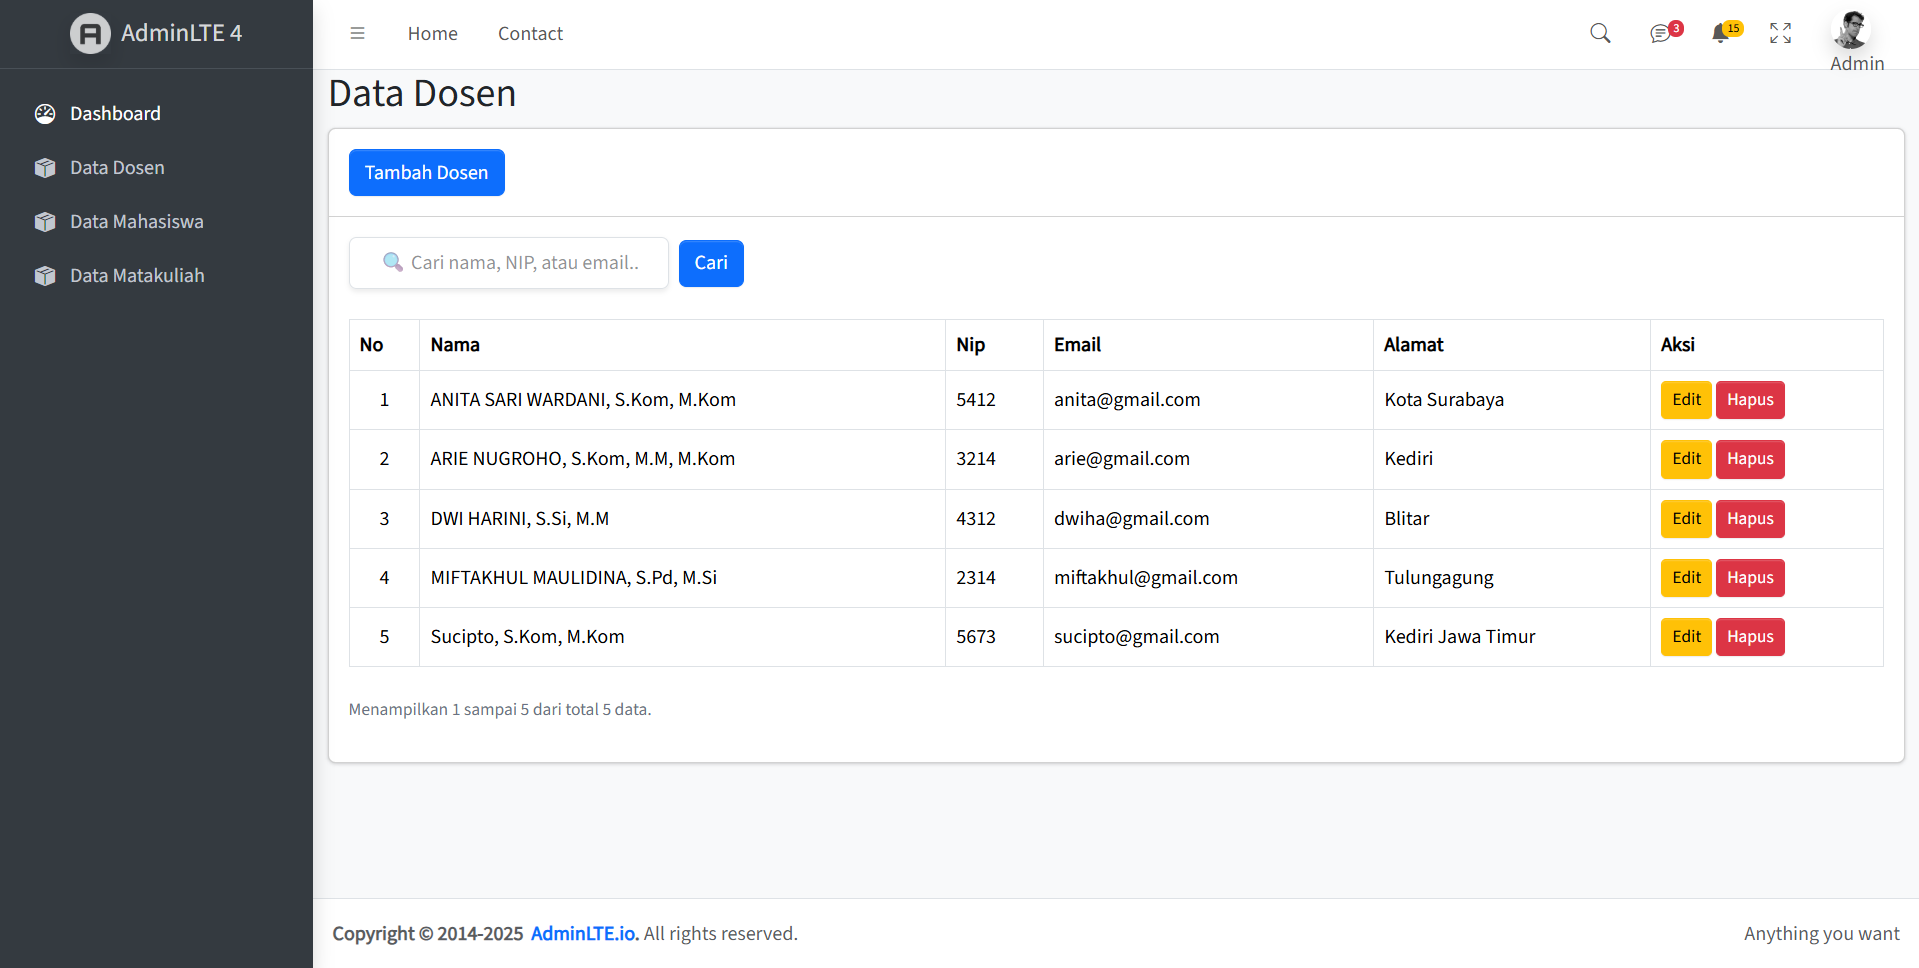 AdminLTE 4
Home
Contact
3
15
Admin
Dashboard
Data Dosen
Data Mahasiswa
Data Matakuliah
Data Dosen
Tambah Dosen
Cari nama, NIP, atau email..
Cari
No Nama Nip Email Alamat Aksi
1 ANITA SARI WARDANI, S.Kom, M.Kom 5412 anita@gmail.com Kota Surabaya Edit Hapus
2 ARIE NUGROHO, S.Kom, M.M, M.Kom 3214 arie@gmail.com Kediri Edit Hapus
3 DWI HARINI, S.Si, M.M 4312 dwiha@gmail.com Blitar Edit Hapus
4 MIFTAKHUL MAULIDINA, S.Pd, M.Si 2314 miftakhul@gmail.com Tulungagung Edit Hapus
5 Sucipto, S.Kom, M.Kom 5673 sucipto@gmail.com Kediri Jawa Timur Edit Hapus
Menampilkan 1 sampai 5 dari total 5 data.
Copyright © 2014-2025 AdminLTE.io. All rights reserved.
Anything you want